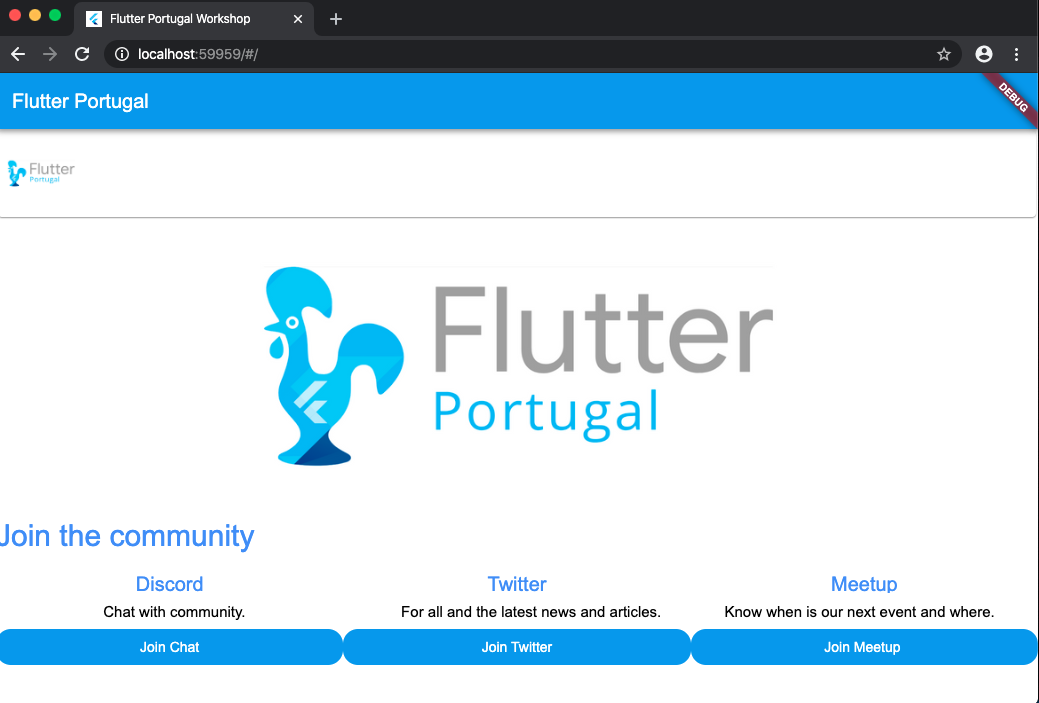 Flutter Portugal Workshop
localhost:59959/#/
Flutter Portugal
DEBUG
Flutter
Portugal
Flutter
Portugal
Join the community
Discord Twitter Meetup
Chat with community. For all and the latest news and articles. Know when is our next event and where.
Join Chat Join Twitter Join Meetup